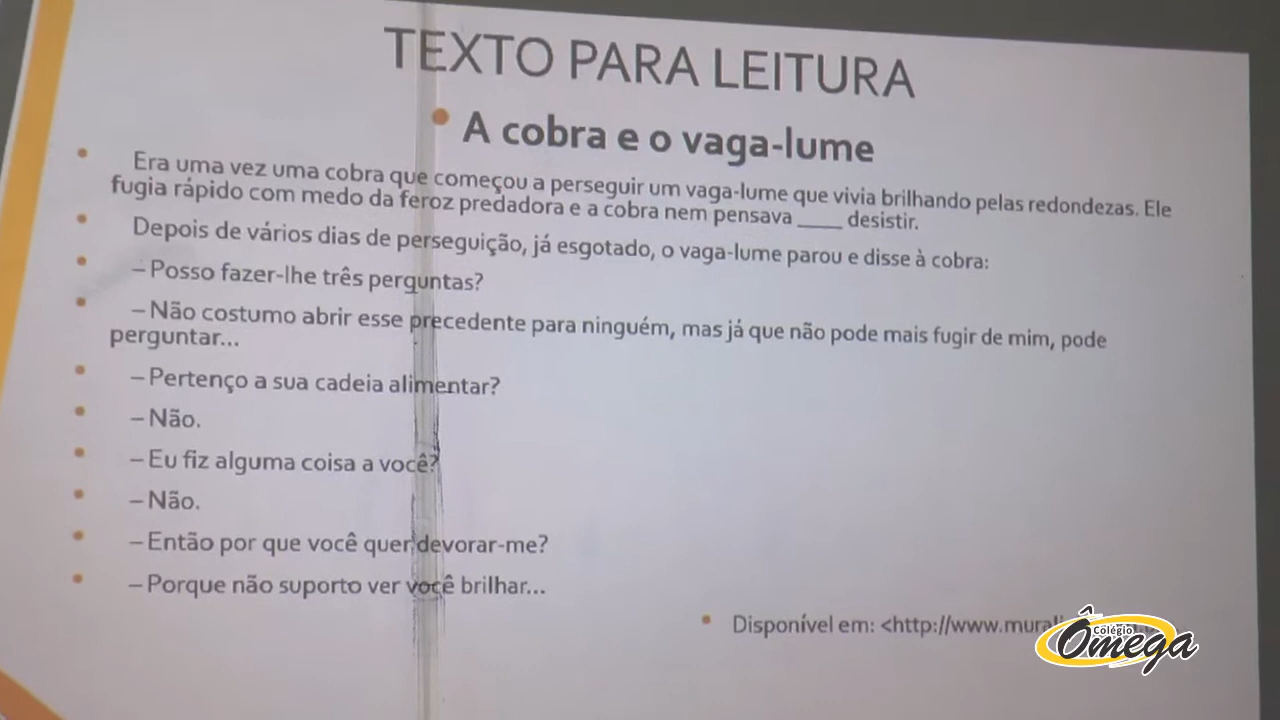 TEXTO PARA LEITURA
• A cobra e o vaga-lume
• Era uma vez uma cobra que começou a perseguir um vaga-lume que vivia brilhando pelas redondezas. Ele
fugia rápido com medo da feroz predadora e a cobra nem pensava ____ desistir.
• Depois de vários dias de perseguição, já esgotado, o vaga-lume parou e disse à cobra:
• – Posso fazer-lhe três perguntas?
• – Não costumo abrir esse precedente para ninguém, mas já que não pode mais fugir de mim, pode
perguntar...
• – Pertenço a sua cadeia alimentar?
• – Não.
• – Eu fiz alguma coisa a você?
• – Não.
• – Então por que você quer devorar-me?
• – Porque não suporto ver você brilhar...
• Disponível em: <http://www.mural
Colégio
Ômega